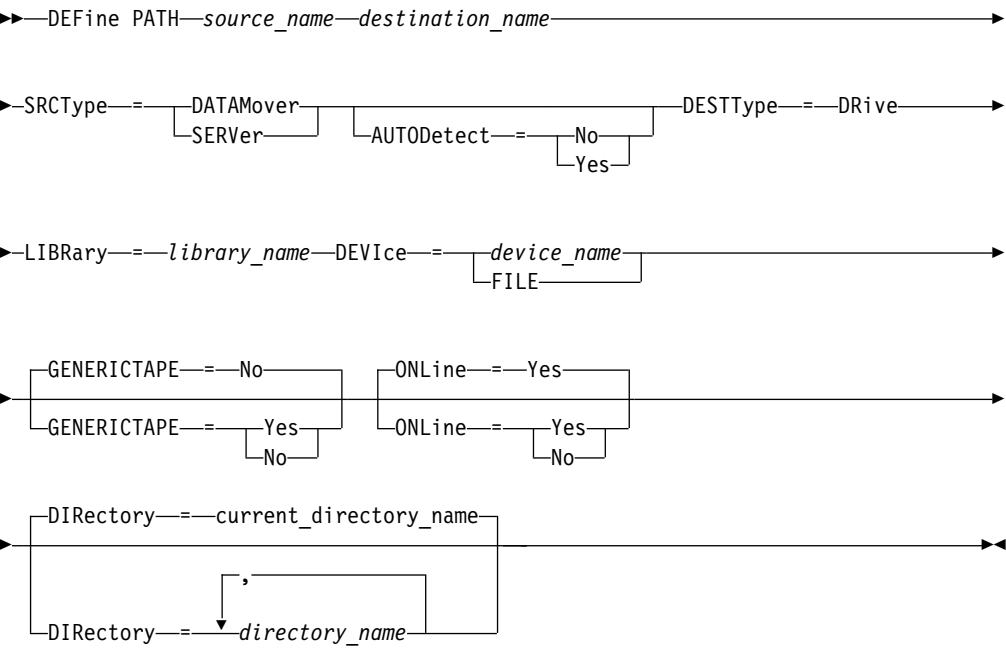 DEFine PATH source_name destination_name
SRCType = DATAMover DESTType = DRive
SERVer AUTODetect = No
Yes
LIBRary = library_name DEVIce = device_name
FILE
GENERICTAPE = No ONLine = Yes
GENERICTAPE = Yes ONLine = Yes
No No
DIRectory = current_directory_name
,
DIRectory = directory_name